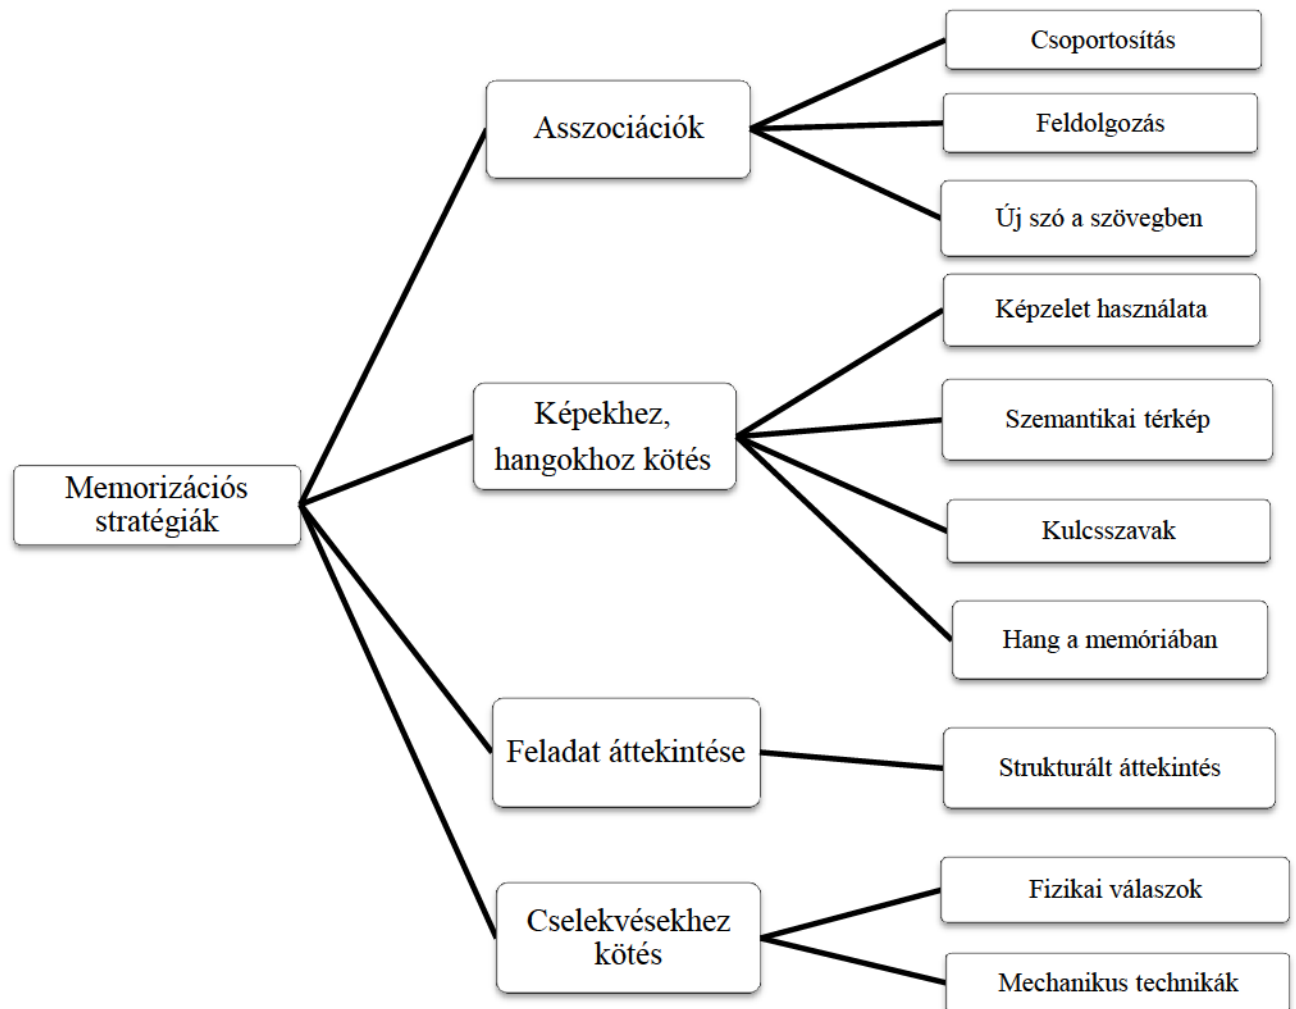 Memorizációs
stratégiák
Asszociációk
Csoportosítás
Feldolgozás
Új szó a szövegben
Képekhez,
hangokhoz kötés
Képzelet használata
Szemantikai térkép
Kulcsszavak
Hang a memóriában
Feladat áttekintése
Strukturált áttekintés
Cselekvésekhez
kötés
Fizikai válaszok
Mechanikus technikák